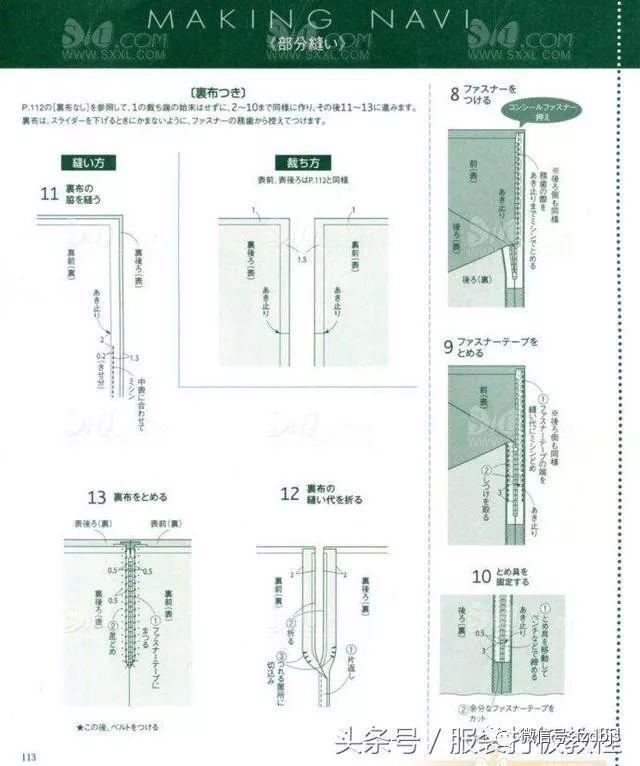 MAKING NAVI
《部分縫い》
SXXL.COM
WWW.SXXL.COM
〔裏布つき〕
P.112の[裏布なし]を参照して、1の裁ち端の始末はせずに、2〜10まで同様に作り、その後11〜13に進みます。
裏布は、スライダーを下げるときにかまないように、ファスナーの務歯から控えてつけます。
縫い方
11 裏布の
脇を縫う
裏前(裏)
裏後ろ(表)
あき止り
2
0.2
(きせ分)
1.3
中表に合わせて
ミシン
裁ち方
表前、表後ろはP.112と同様
1
1
裏後ろ(表)
裏前(表)
1.5
あき止り
あき止り
13 裏布をとめる
表後ろ(裏)
表前(裏)
0.5
0.5
0.5
裏後ろ(表)
裏前(表)
①ファスナーテープに
まつる
②星どめ
★この後、ベルトをつける
12 裏布の
縫い代を折る
2
2
裏前(裏)
裏後ろ(裏)
②折る
③つれる箇所に
切込み
①片返し
8 ファスナーを
つける
コンシールファスナー
押え
前(表)
後ろ(表)
後ろ(裏)
※後ろ側も同様
務歯の際を
あき止りまでミシンでとめる
あき止り
9 ファスナーテープを
とめる
前(表)
後ろ(表)
※後ろ側も同様
①ファスナーテープの端を
縫い代にミシンどめ
②しつけを取る
3
あき止り
10 とめ具を
固定する
後ろ(裏)
あき止り
0.5
3
①とめ具を移動して
ペンチなどで締める
②余分なファスナーテープを
カット
113
头条号 / 服装打板教程